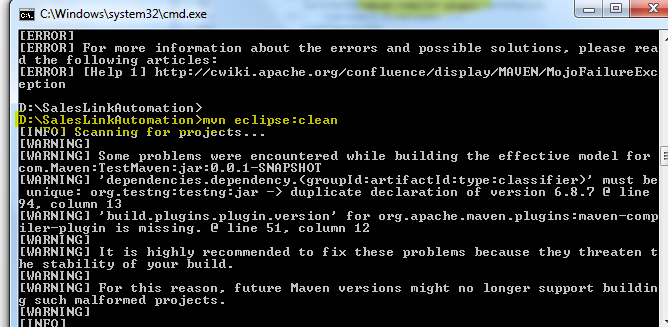 C:\Windows\system32\cmd.exe
[ERROR]
[ERROR] For more information about the errors and possible solutions, please rea
d the following articles:
[ERROR] [Help 1] http://cwiki.apache.org/confluence/display/MAVEN/MojoFailureExc
eption
D:\SalesLinkAutomation>
D:\SalesLinkAutomation>mvn eclipse:clean
[INFO] Scanning for projects...
[WARNING]
[WARNING] Some problems were encountered while building the effective model for
com.Maven:TestMaven:jar:0.0.1-SNAPSHOT
[WARNING] 'dependencies.dependency.(groupId:artifactId:type:classifier)' must be
unique: org.testng:testng:jar -> duplicate declaration of version 6.8.7 @ line
94, column 13
[WARNING] 'build.plugins.plugin.version' for org.apache.maven.plugins:maven-comp
iler-plugin is missing. @ line 51, column 12
[WARNING]
[WARNING] It is highly recommended to fix these problems because they threaten t
he stability of your build.
[WARNING]
[WARNING] For this reason, future Maven versions might no longer support buildin
g such malformed projects.
[WARNING]
[INFO]